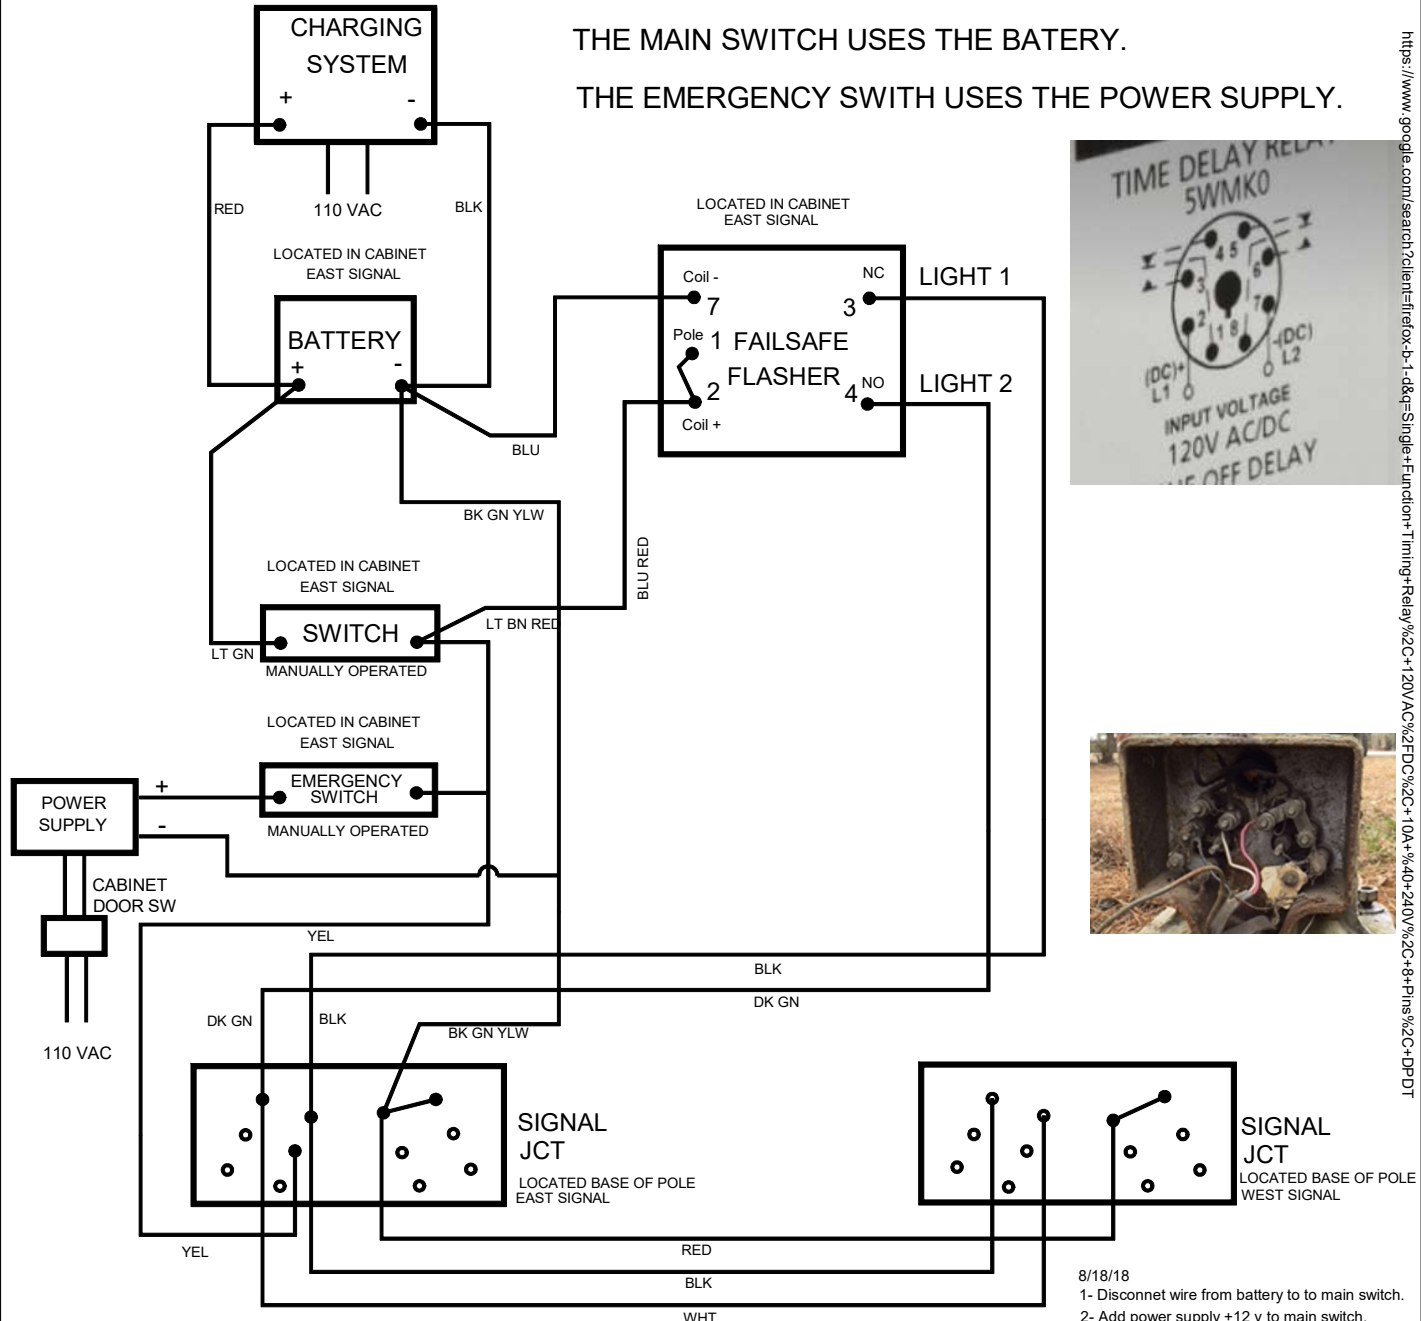 CHARGING
SYSTEM
+ -
THE MAIN SWITCH USES THE BATERY.
THE EMERGENCY SWITH USES THE POWER SUPPLY.
https://www.google.com/search?client=firefox-b-1-d&q=Single+Function+Timing+Relay%2C+120VAC%2FDC%2C+10A+%40+240V%2C+8+Pins%2C+DPDT
RED
110 VAC
BLK
LOCATED IN CABINET
EAST SIGNAL
BATTERY
+ -
BLU
BK GN YLW
LOCATED IN CABINET
EAST SIGNAL
Coil -
7
NC
3
LIGHT 1
Pole 1
FAILSAFE
FLASHER
2
Coil +
4 NO
LIGHT 2
TIME DELAY RELAY
5WMK0
4 5
3 6
2 7
1 8
(DC)+
L1
-(DC)
L2
INPUT VOLTAGE
120V AC/DC
OFF DELAY
BLU RED
LOCATED IN CABINET
EAST SIGNAL
SWITCH
LT BN RED
LT GN
MANUALLY OPERATED
LOCATED IN CABINET
EAST SIGNAL
EMERGENCY
SWITCH
MANUALLY OPERATED
POWER
SUPPLY
+
-
CABINET
DOOR SW
110 VAC
YEL
BLK
DK GN
DK GN
BLK
BK GN YLW
SIGNAL
JCT
LOCATED BASE OF POLE
EAST SIGNAL
SIGNAL
JCT
LOCATED BASE OF POLE
WEST SIGNAL
YEL
RED
BLK
WHT
8/18/18
1- Disconnet wire from battery to to main switch.
2- Add power supply +12 v to main switch.